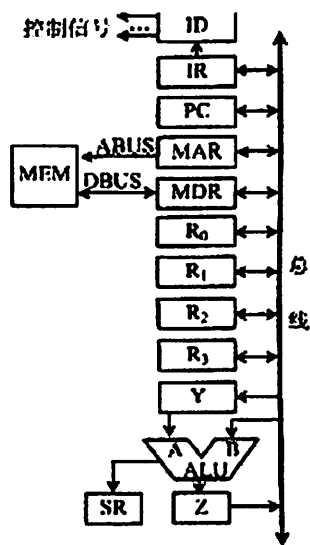 控制信号 ... ID
IR
PC
ABUS MAR
MEM DBUS MDR
R₀
R₁
总
R₂
线
R₃
Y
A B
ALU
SR Z